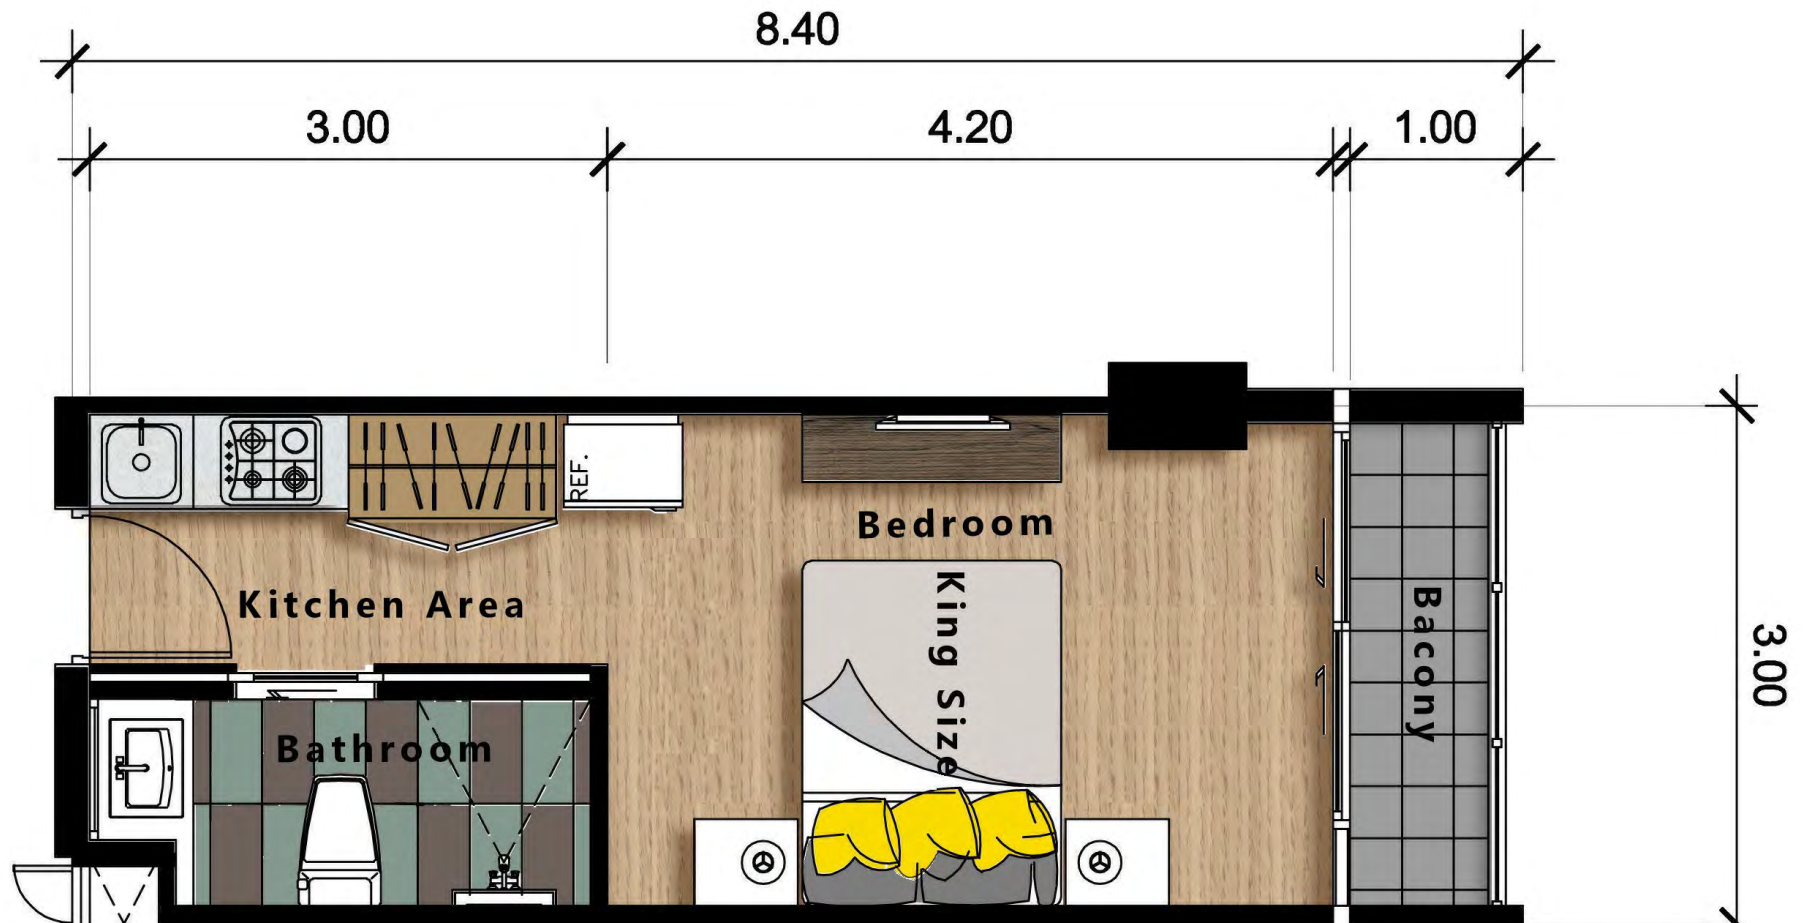 8.40
3.00
4.20
1.00
REF.
Bedroom
Kitchen Area
King Size
Bacony
3.00
Bathroom